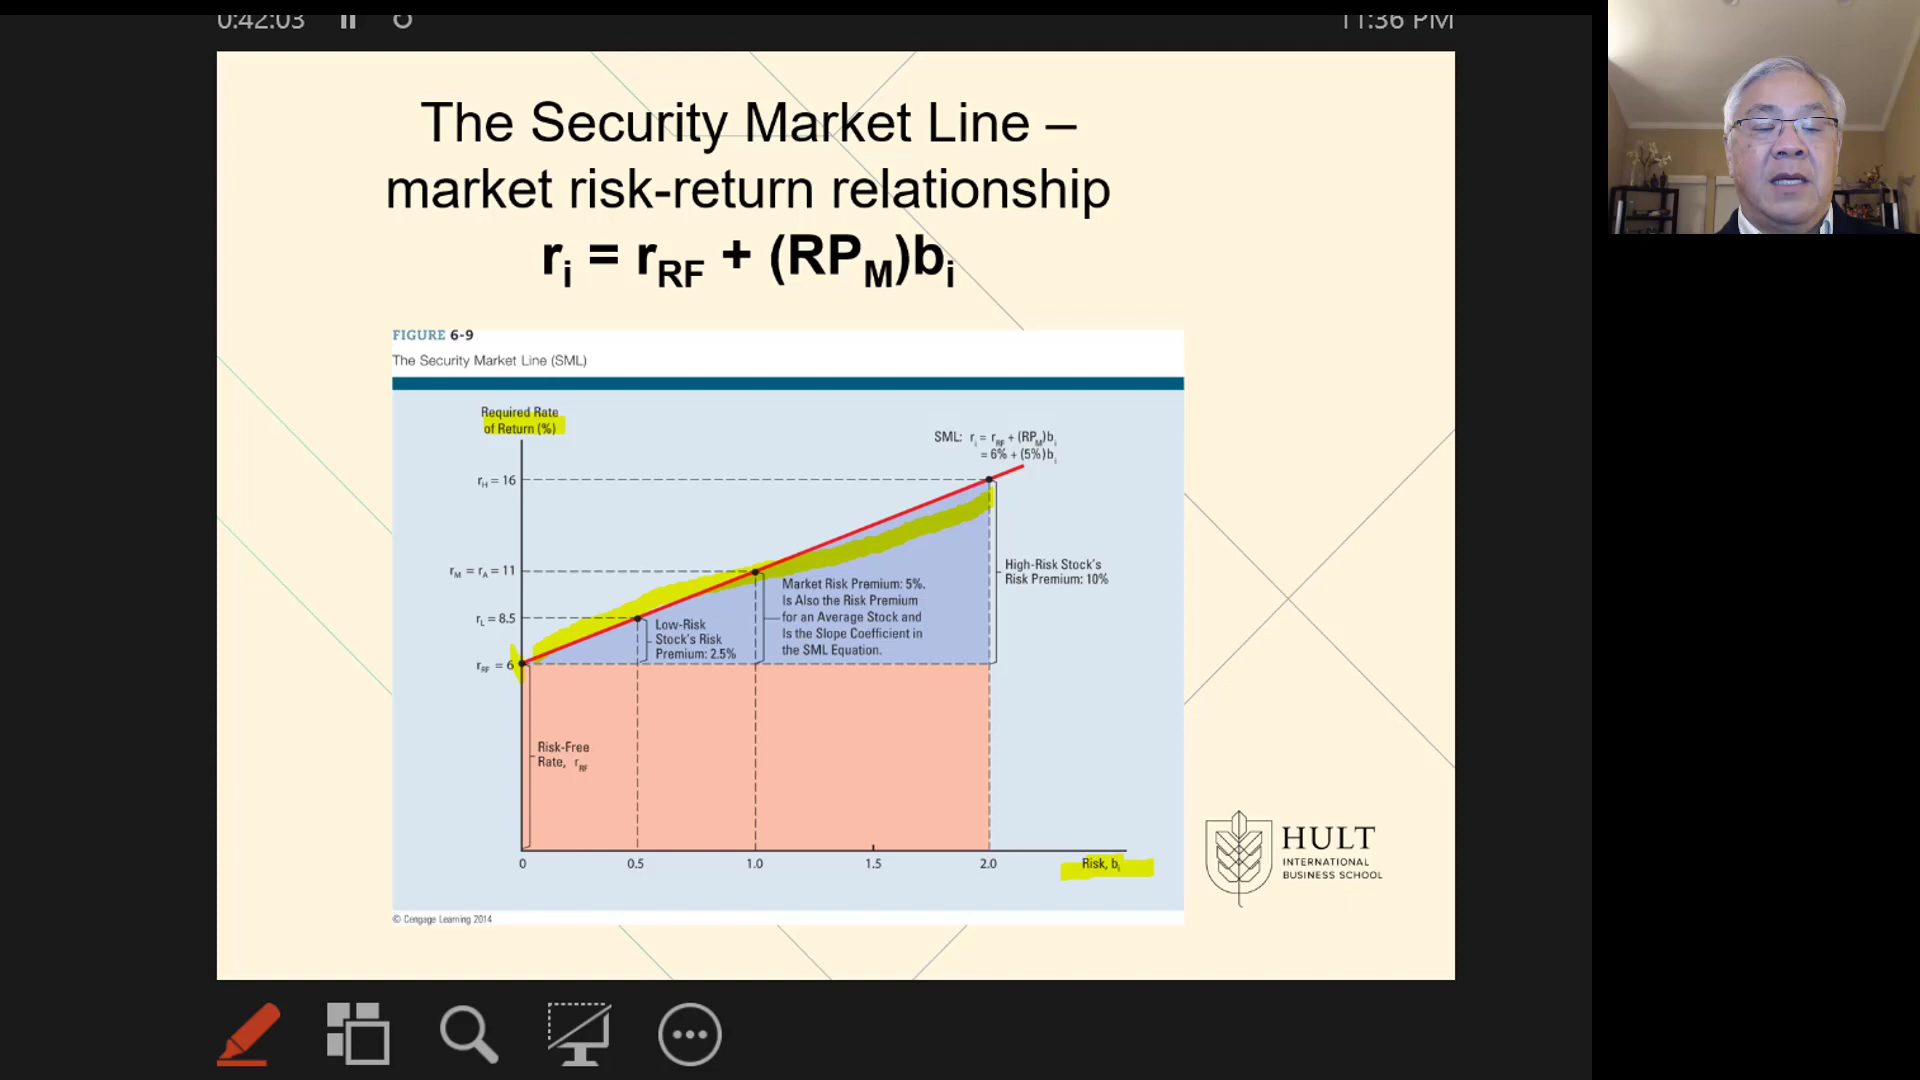 0:42:03
11:36 PM
The Security Market Line –
market risk-return relationship
ri = rRF + (RPM)bi
FIGURE 6-9
The Security Market Line (SML)
Required Rate
of Return (%)
SML: ri = rRF + (RPM)bi
= 6% + (5%)bi
rH = 16
High-Risk Stock's
Risk Premium: 10%
rM = rA = 11
Market Risk Premium: 5%.
Is Also the Risk Premium
for an Average Stock and
Is the Slope Coefficient in
the SML Equation.
rL = 8.5
Low-Risk
Stock's Risk
Premium: 2.5%
rRF = 6
Risk-Free
Rate, rRF
0 0.5 1.0 1.5 2.0 Risk, bi
© Cengage Learning 2014
HULT
INTERNATIONAL
BUSINESS SCHOOL